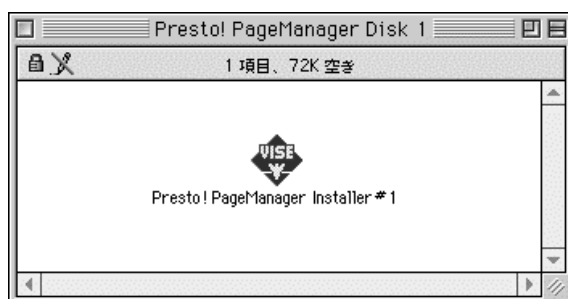 Presto! PageManager Disk 1
1 項目、72K 空き
VISE
Presto! PageManager Installer #1